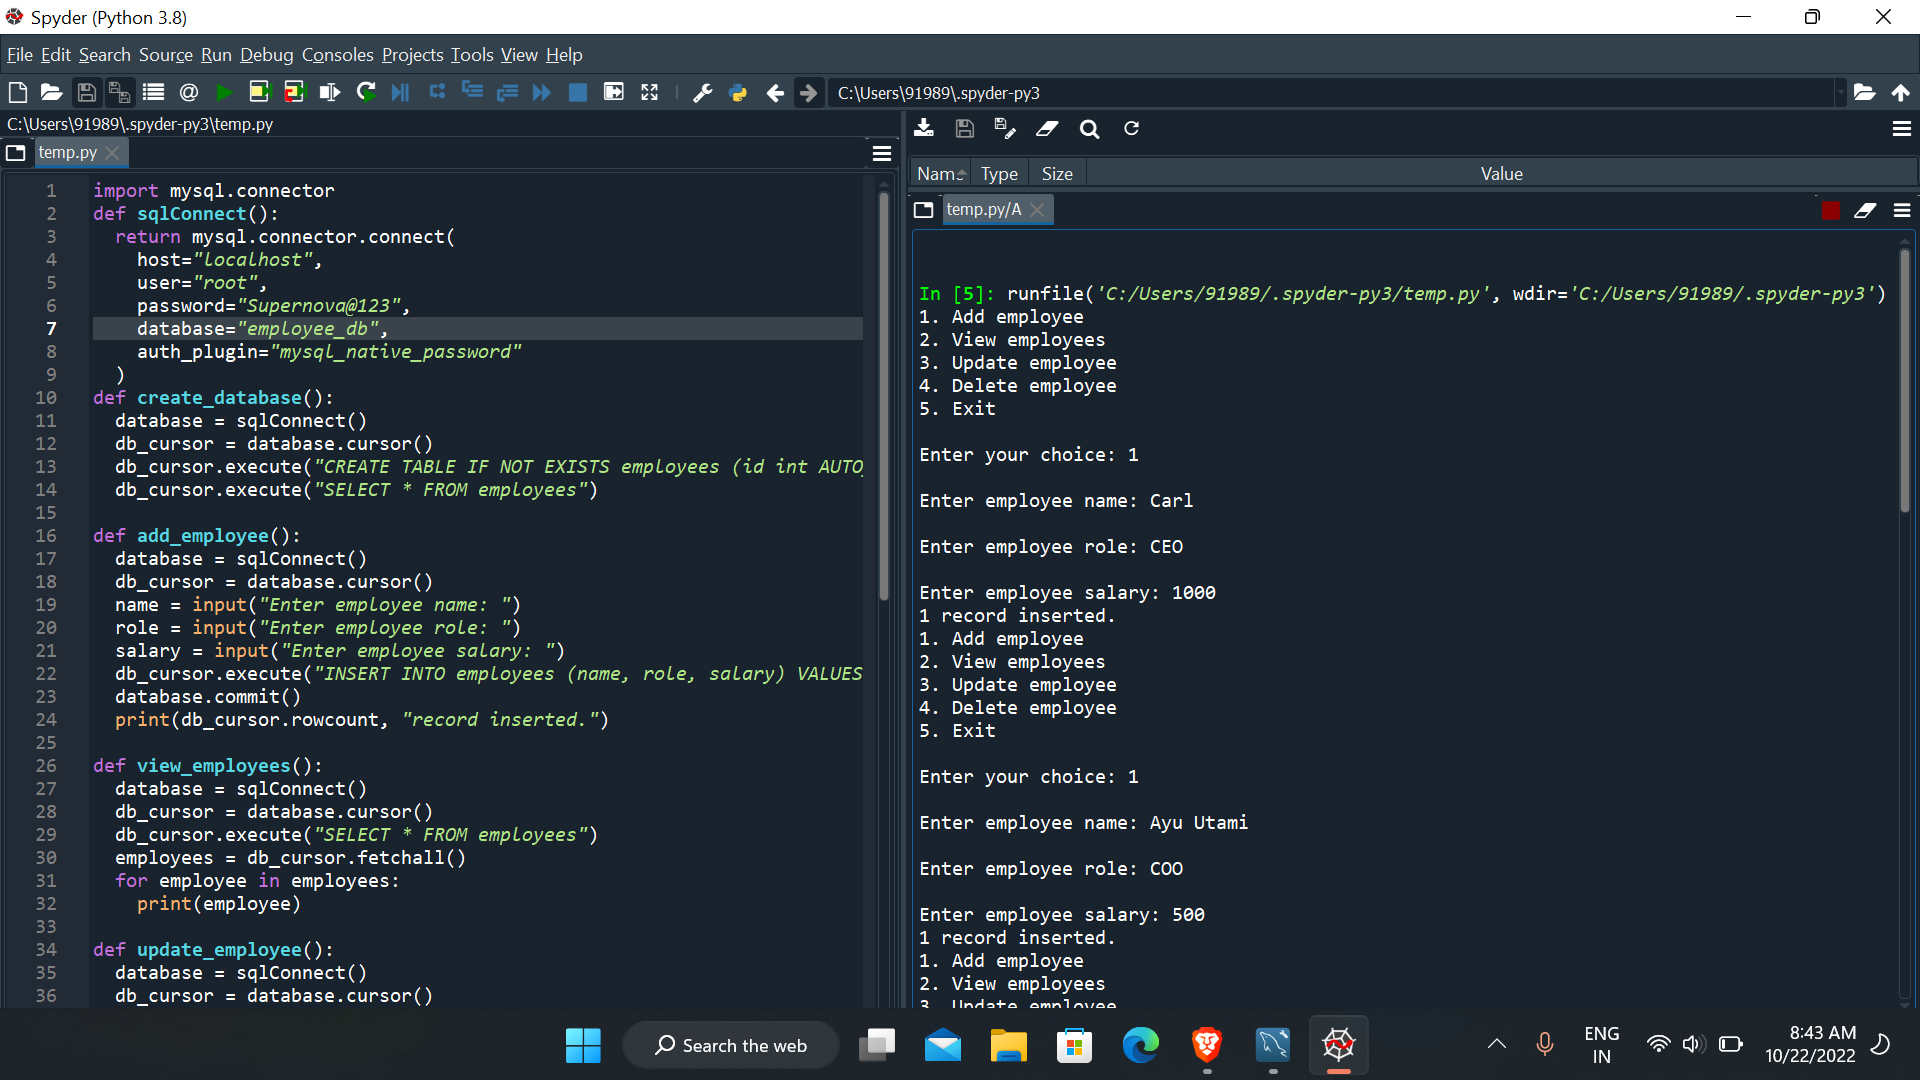 Spyder (Python 3.8)
File Edit Search Source Run Debug Consoles Projects Tools View Help
C:\Users\91989\.spyder-py3
C:\Users\91989\.spyder-py3\temp.py
temp.py
1 import mysql.connector
2 def sqlConnect():
3 return mysql.connector.connect(
4 host="localhost",
5 user="root",
6 password="Supernova@123",
7 database="employee_db",
8 auth_plugin="mysql_native_password"
9 )
10 def create_database():
11 database = sqlConnect()
12 db_cursor = database.cursor()
13 db_cursor.execute("CREATE TABLE IF NOT EXISTS employees (id int AUTO_
14 db_cursor.execute("SELECT * FROM employees")
15
16 def add_employee():
17 database = sqlConnect()
18 db_cursor = database.cursor()
19 name = input("Enter employee name: ")
20 role = input("Enter employee role: ")
21 salary = input("Enter employee salary: ")
22 db_cursor.execute("INSERT INTO employees (name, role, salary) VALUES
23 database.commit()
24 print(db_cursor.rowcount, "record inserted.")
25
26 def view_employees():
27 database = sqlConnect()
28 db_cursor = database.cursor()
29 db_cursor.execute("SELECT * FROM employees")
30 employees = db_cursor.fetchall()
31 for employee in employees:
32 print(employee)
33
34 def update_employee():
35 database = sqlConnect()
36 db_cursor = database.cursor()
Nam Type Size Value
temp.py/A
In [5]: runfile('C:/Users/91989/.spyder-py3/temp.py', wdir='C:/Users/91989/.spyder-py3')
1. Add employee
2. View employees
3. Update employee
4. Delete employee
5. Exit
Enter your choice: 1
Enter employee name: Carl
Enter employee role: CEO
Enter employee salary: 1000
1 record inserted.
1. Add employee
2. View employees
3. Update employee
4. Delete employee
5. Exit
Enter your choice: 1
Enter employee name: Ayu Utami
Enter employee role: COO
Enter employee salary: 500
1 record inserted.
1. Add employee
2. View employees
3. Update employee
Search the web
ENG
IN
8:43 AM
10/22/2022